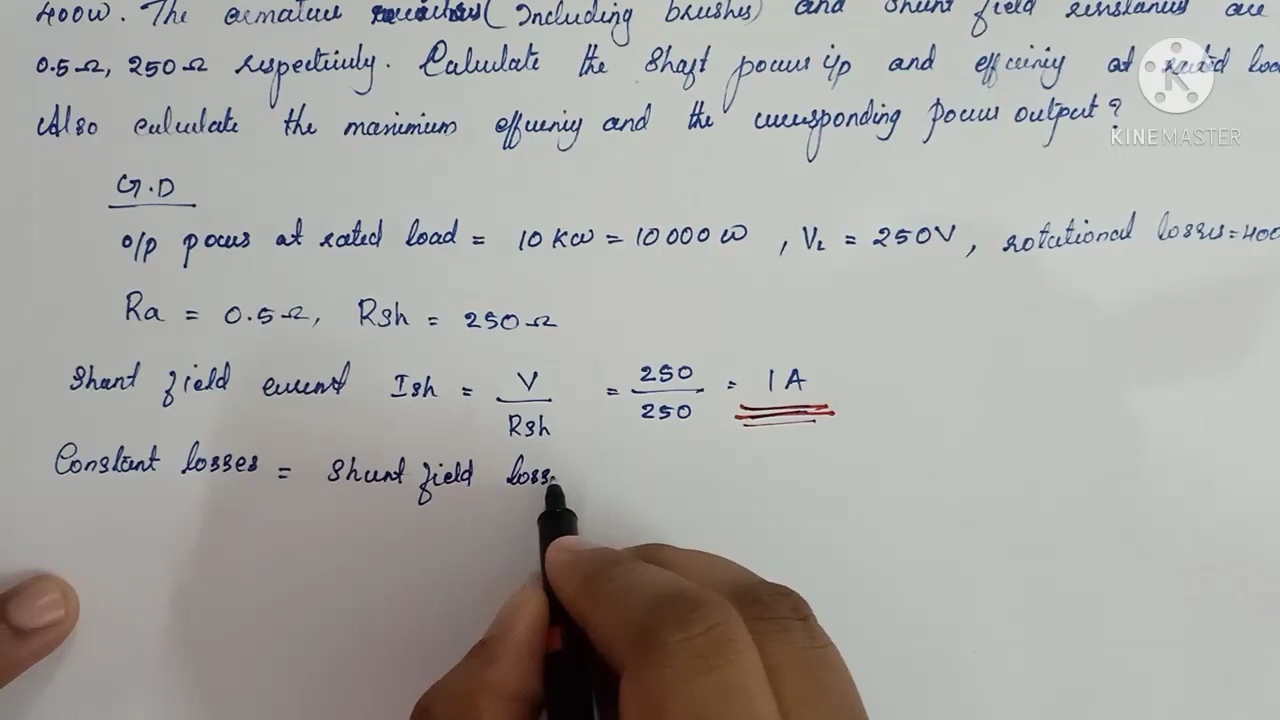 400W. The armature (Including brushes) and Shunt field resistances are
0.5Ω, 250Ω respectively. Calculate the Shaft power i/p and efficiency at rated loa
Also calculate the maximum efficiency and the corresponding power output?
G.D
o/p power at rated load = 10 kW = 10000 W, VL = 250V, rotational losses = 400
Ra = 0.5Ω, Rsh = 250Ω
Shunt field current Ish = V / Rsh = 250 / 250 = 1 A
Constant losses = Shunt field loss
KINEMASTER